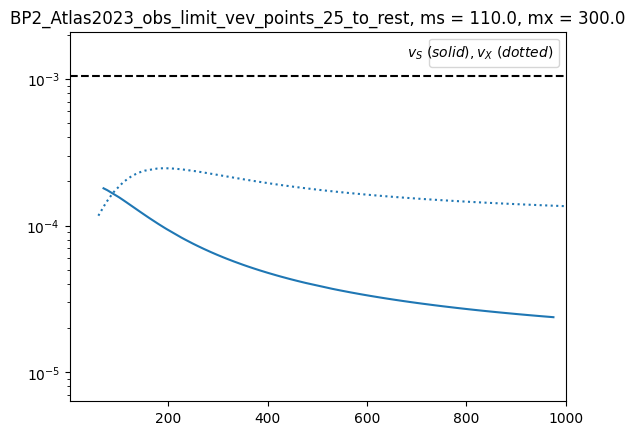 BP2_Atlas2023_obs_limit_vev_points_25_to_rest, ms = 110.0, mx = 300.0
v_S (solid), v_X (dotted)
10^{-3}
10^{-4}
10^{-5}
200 400 600 800 1000